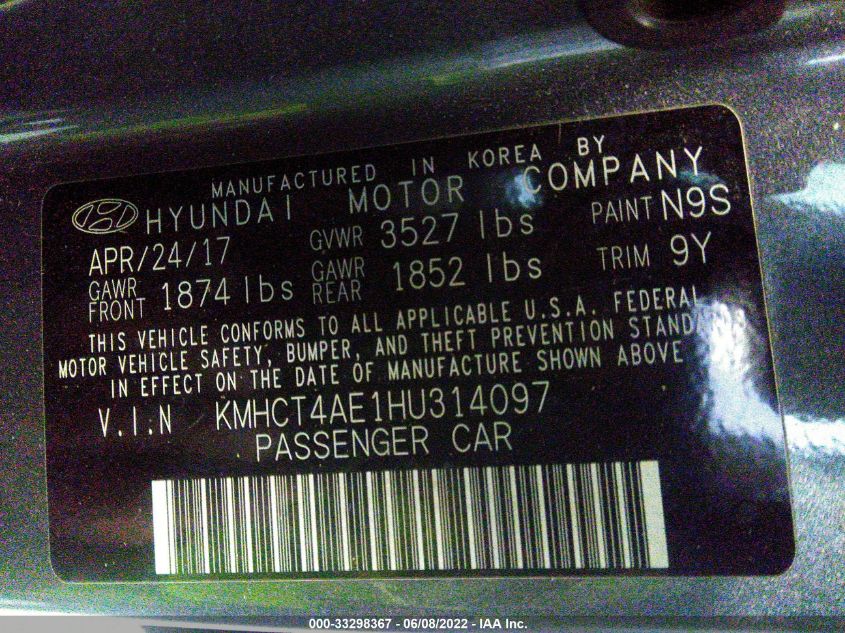 MANUFACTURED IN KOREA BY
HYUNDAI MOTOR COMPANY
APR/24/17 GVWR 3527 lbs PAINT N9S
GAWR FRONT 1874 lbs GAWR REAR 1852 lbs TRIM 9Y
THIS VEHICLE CONFORMS TO ALL APPLICABLE U.S.A. FEDERAL
MOTOR VEHICLE SAFETY, BUMPER, AND THEFT PREVENTION
IN EFFECT ON THE DATE OF MANUFACTURE SHOWN ABOVE
V.I.N KMHCT4AE1HU314097
PASSENGER CAR
000-33298367 - 06/08/2022 - IAA Inc.